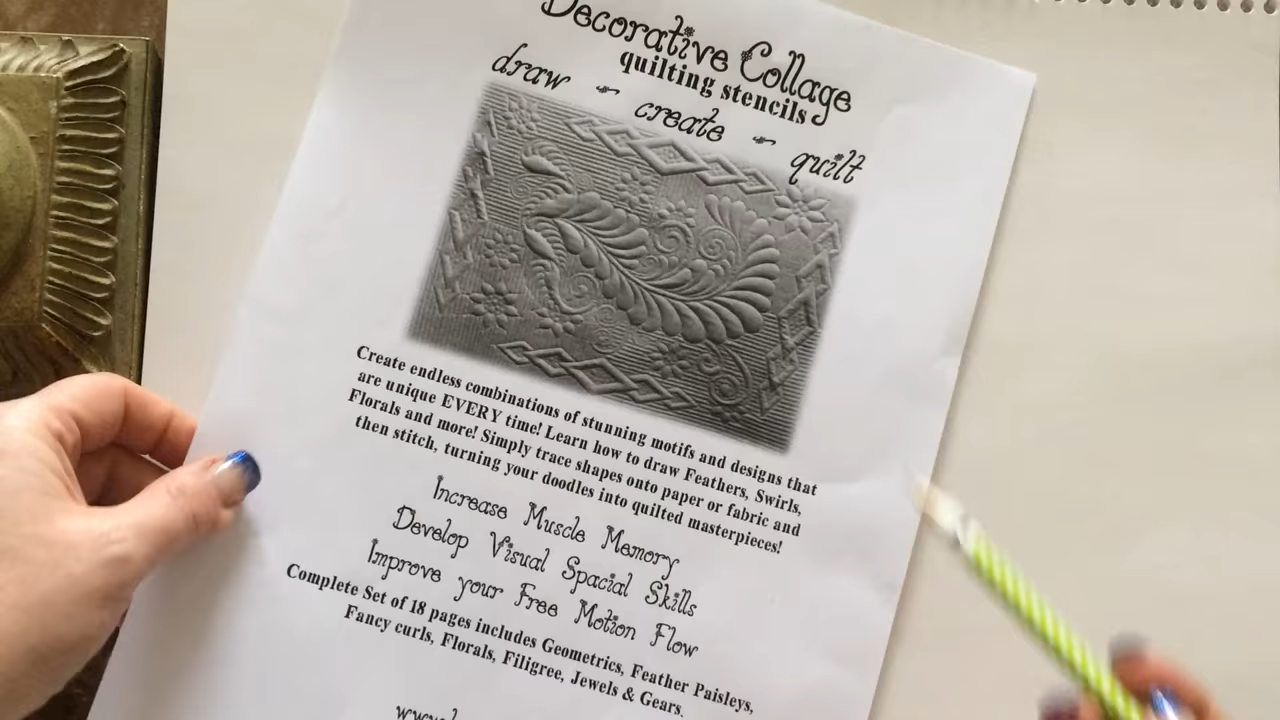 Decorative Collage
quilting stencils
draw ~ create ~ quilt
Create endless combinations of stunning motifs and designs that
are unique EVERY time! Learn how to draw Feathers, Swirls,
Florals and more! Simply trace shapes onto paper or fabric and
then stitch, turning your doodles into quilted masterpieces!
Increase Muscle Memory
Develop Visual Spacial Skills
Improve your Free Motion Flow
Complete Set of 18 pages includes Geometrics, Feather Paisleys,
Fancy curls, Florals, Filigree, Jewels & Gears.